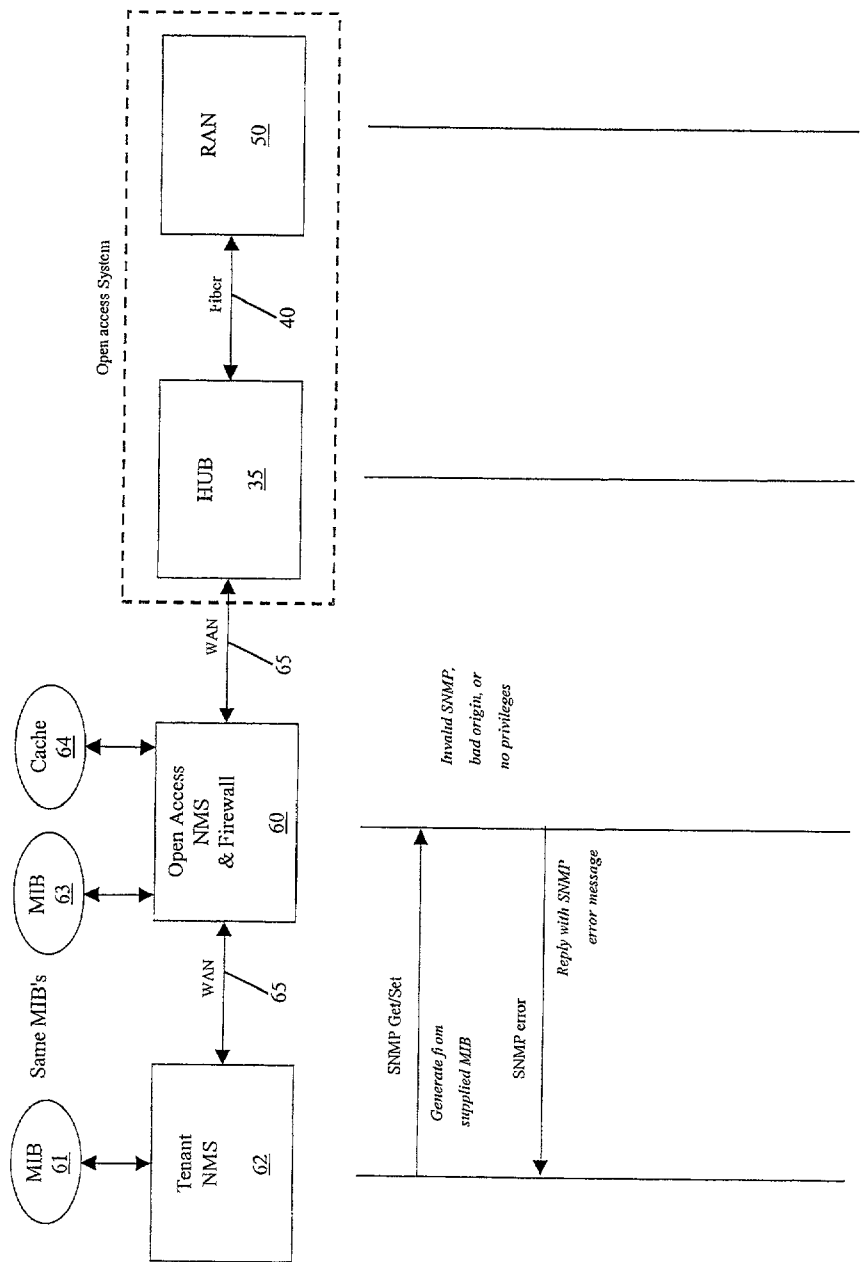 MIB
61
Same MIB's
MIB
63
Cache
64
Tenant
NMS
62
WAN
65
Open Access
NMS
& Firewall
60
WAN
65
Open access System
HUB
35
Fiber
40
RAN
50
SNMP Get/Set
Generate from
supplied MIB
SNMP error
Reply with SNMP
error message
Invalid SNMP,
bad origin, or
no privileges